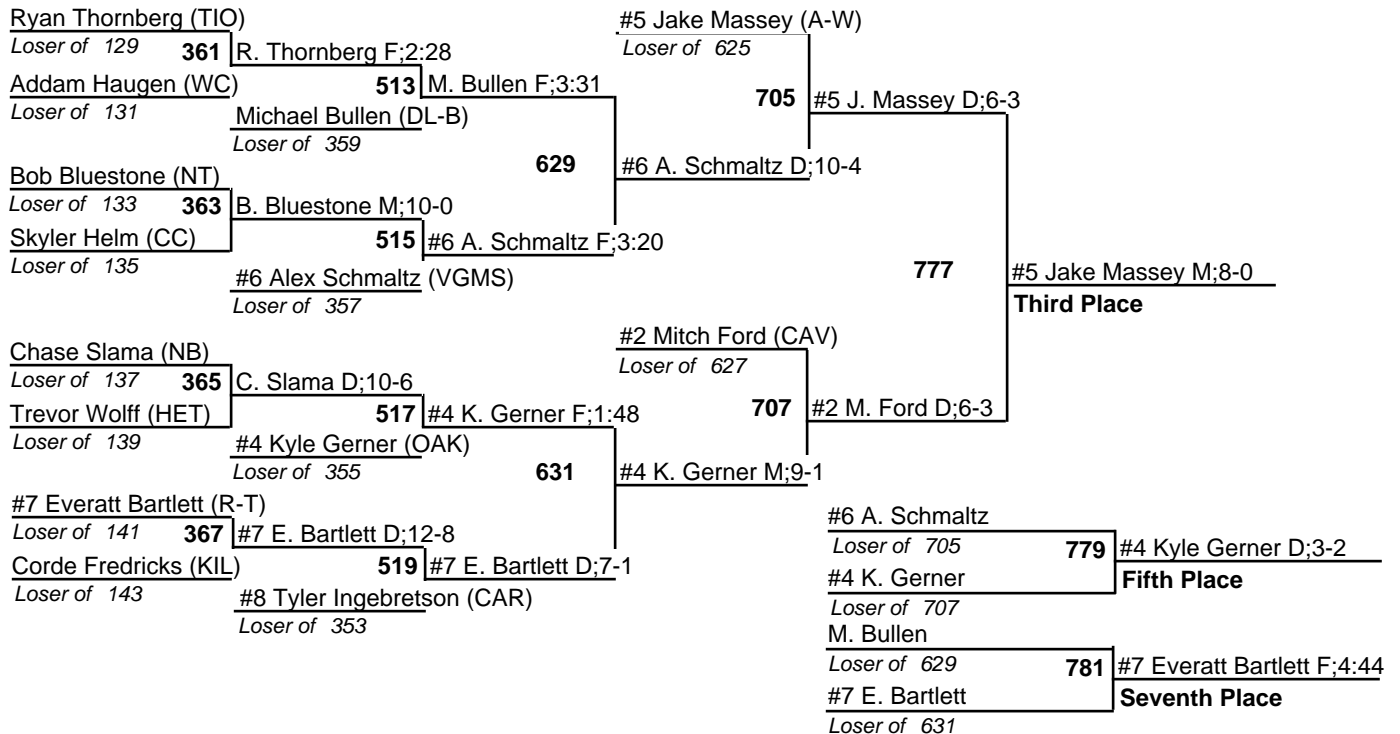 Ryan Thornberg (TIO)
Loser of 129
361
R. Thornberg F;2:28
Addam Haugen (WC)
Loser of 131
513
M. Bullen F;3:31
Michael Bullen (DL-B)
Loser of 359
Bob Bluestone (NT)
Loser of 133
363
B. Bluestone M;10-0
Skyler Helm (CC)
Loser of 135
515
#6 A. Schmaltz F;3:20
#6 Alex Schmaltz (VGMS)
Loser of 357
629
#6 A. Schmaltz D;10-4
#5 Jake Massey (A-W)
Loser of 625
705
#5 J. Massey D;6-3
777
#5 Jake Massey M;8-0
Third Place
Chase Slama (NB)
Loser of 137
365
C. Slama D;10-6
Trevor Wolff (HET)
Loser of 139
517
#4 K. Gerner F;1:48
#4 Kyle Gerner (OAK)
Loser of 355
#7 Everatt Bartlett (R-T)
Loser of 141
367
#7 E. Bartlett D;12-8
Corde Fredricks (KIL)
Loser of 143
519
#7 E. Bartlett D;7-1
#8 Tyler Ingebretson (CAR)
Loser of 353
631
#4 K. Gerner M;9-1
#2 Mitch Ford (CAV)
Loser of 627
707
#2 M. Ford D;6-3
#6 A. Schmaltz
Loser of 705
779
#4 Kyle Gerner D;3-2
#4 K. Gerner
Fifth Place
Loser of 707
M. Bullen
Loser of 629
781
#7 Everatt Bartlett F;4:44
#7 E. Bartlett
Seventh Place
Loser of 631